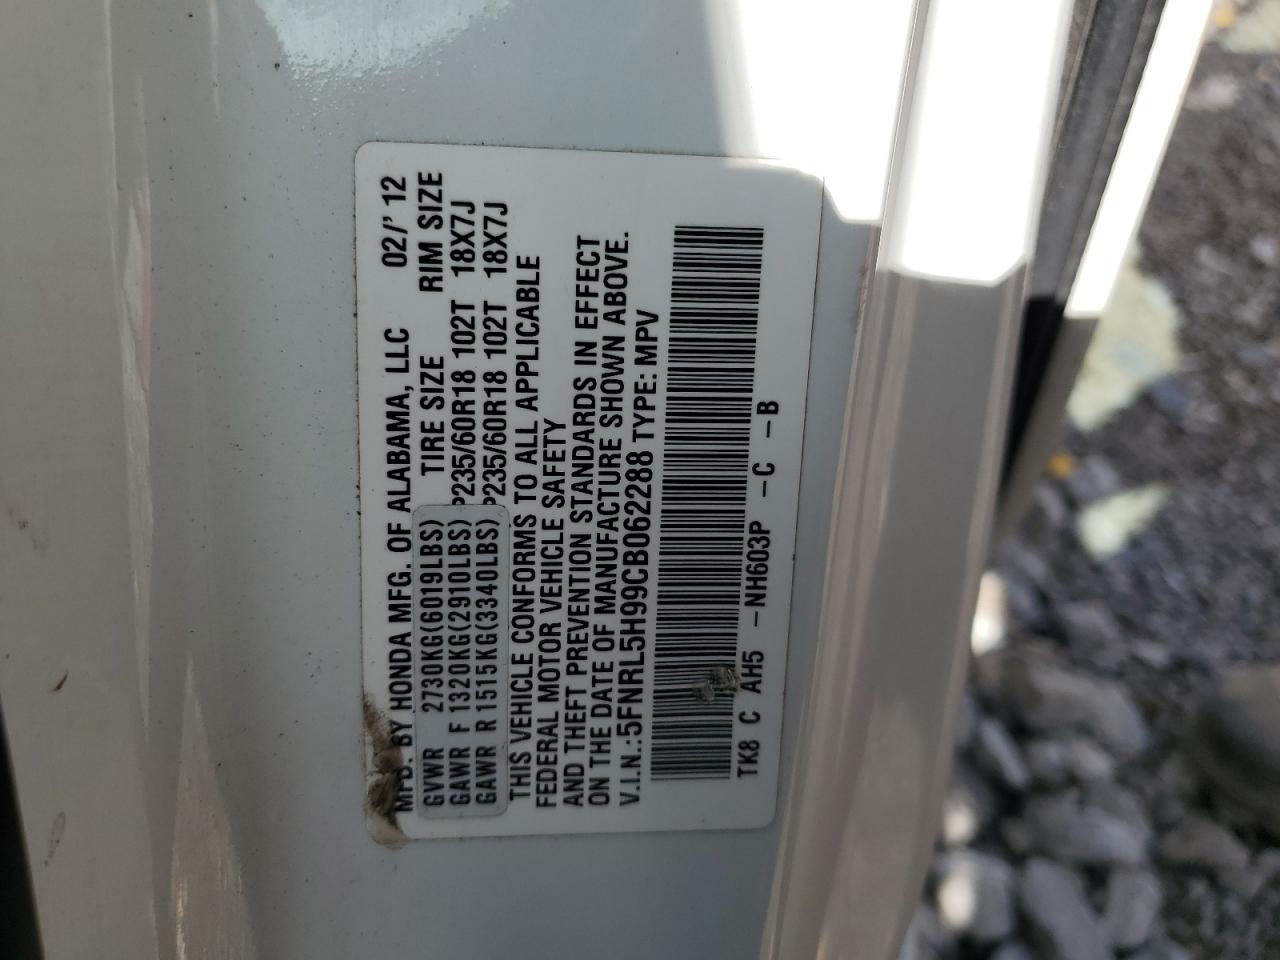 MFD. BY HONDA MFG. OF ALABAMA, LLC 02/' 12
GVWR 2730KG(6019LBS) TIRE SIZE RIM SIZE
GAWR F 1320KG(2910LBS) P235/60R18 102T 18X7J
GAWR R 1515KG(3340LBS) P235/60R18 102T 18X7J
THIS VEHICLE CONFORMS TO ALL APPLICABLE
FEDERAL MOTOR VEHICLE SAFETY
AND THEFT PREVENTION STANDARDS IN EFFECT
ON THE DATE OF MANUFACTURE SHOWN ABOVE.
V.I.N.:5FNRL5H99CB062288 TYPE: MPV
TK8 C AH5 -NH603P -C -B